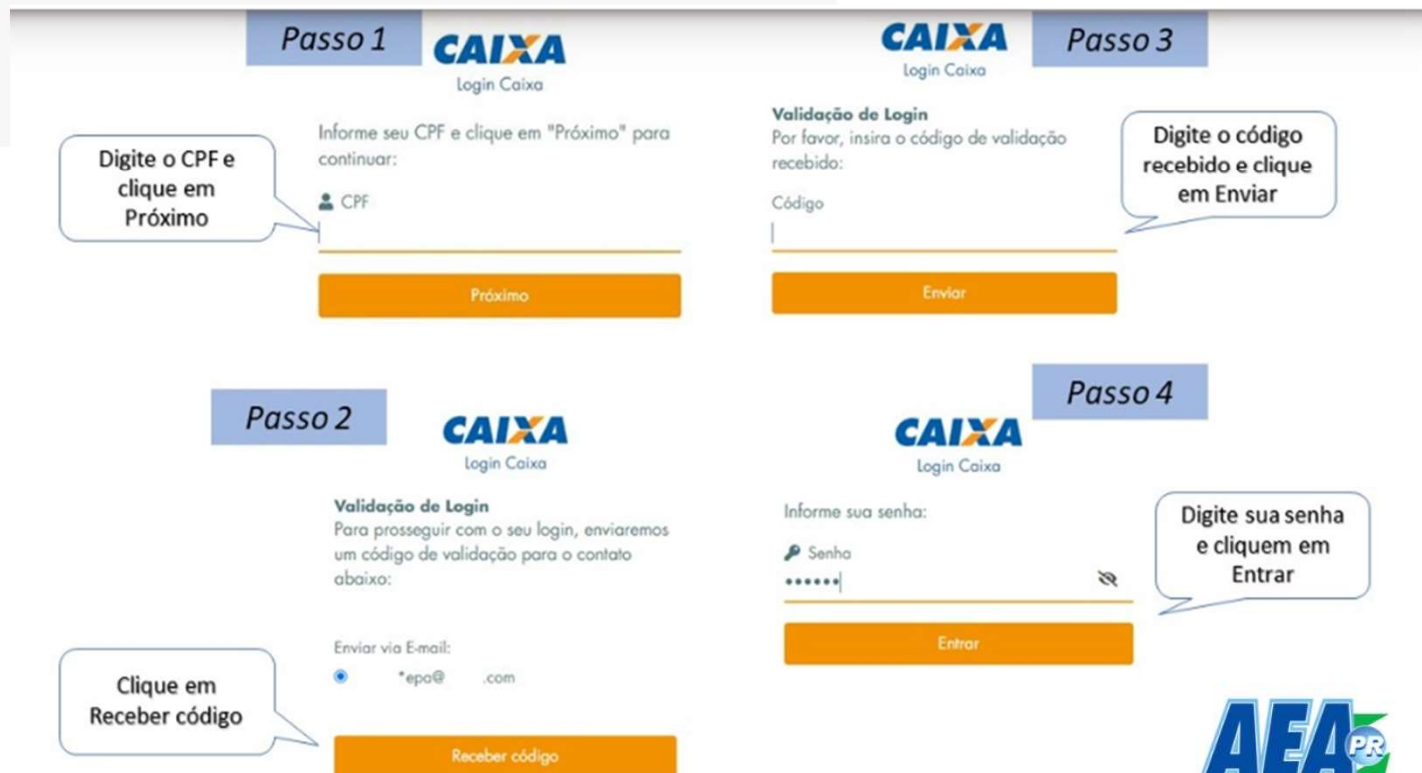 Passo 1
CAIXA
Login Caixa
Informe seu CPF e clique em "Próximo" para
continuar:
CPF
Próximo
Digite o CPF e
clique em
Próximo
Passo 2
CAIXA
Login Caixa
Validação de Login
Para prosseguir com o seu login, enviaremos
um código de validação para o contato
abaixo:
Enviar via E-mail:
*epa@ .com
Receber código
Clique em
Receber código
CAIXA
Passo 3
Login Caixa
Validação de Login
Por favor, insira o código de validação
recebido:
Código
Enviar
Digite o código
recebido e clique
em Enviar
Passo 4
CAIXA
Login Caixa
Informe sua senha:
Senha
••••••
Entrar
Digite sua senha
e cliquem em
Entrar
AEA
PR